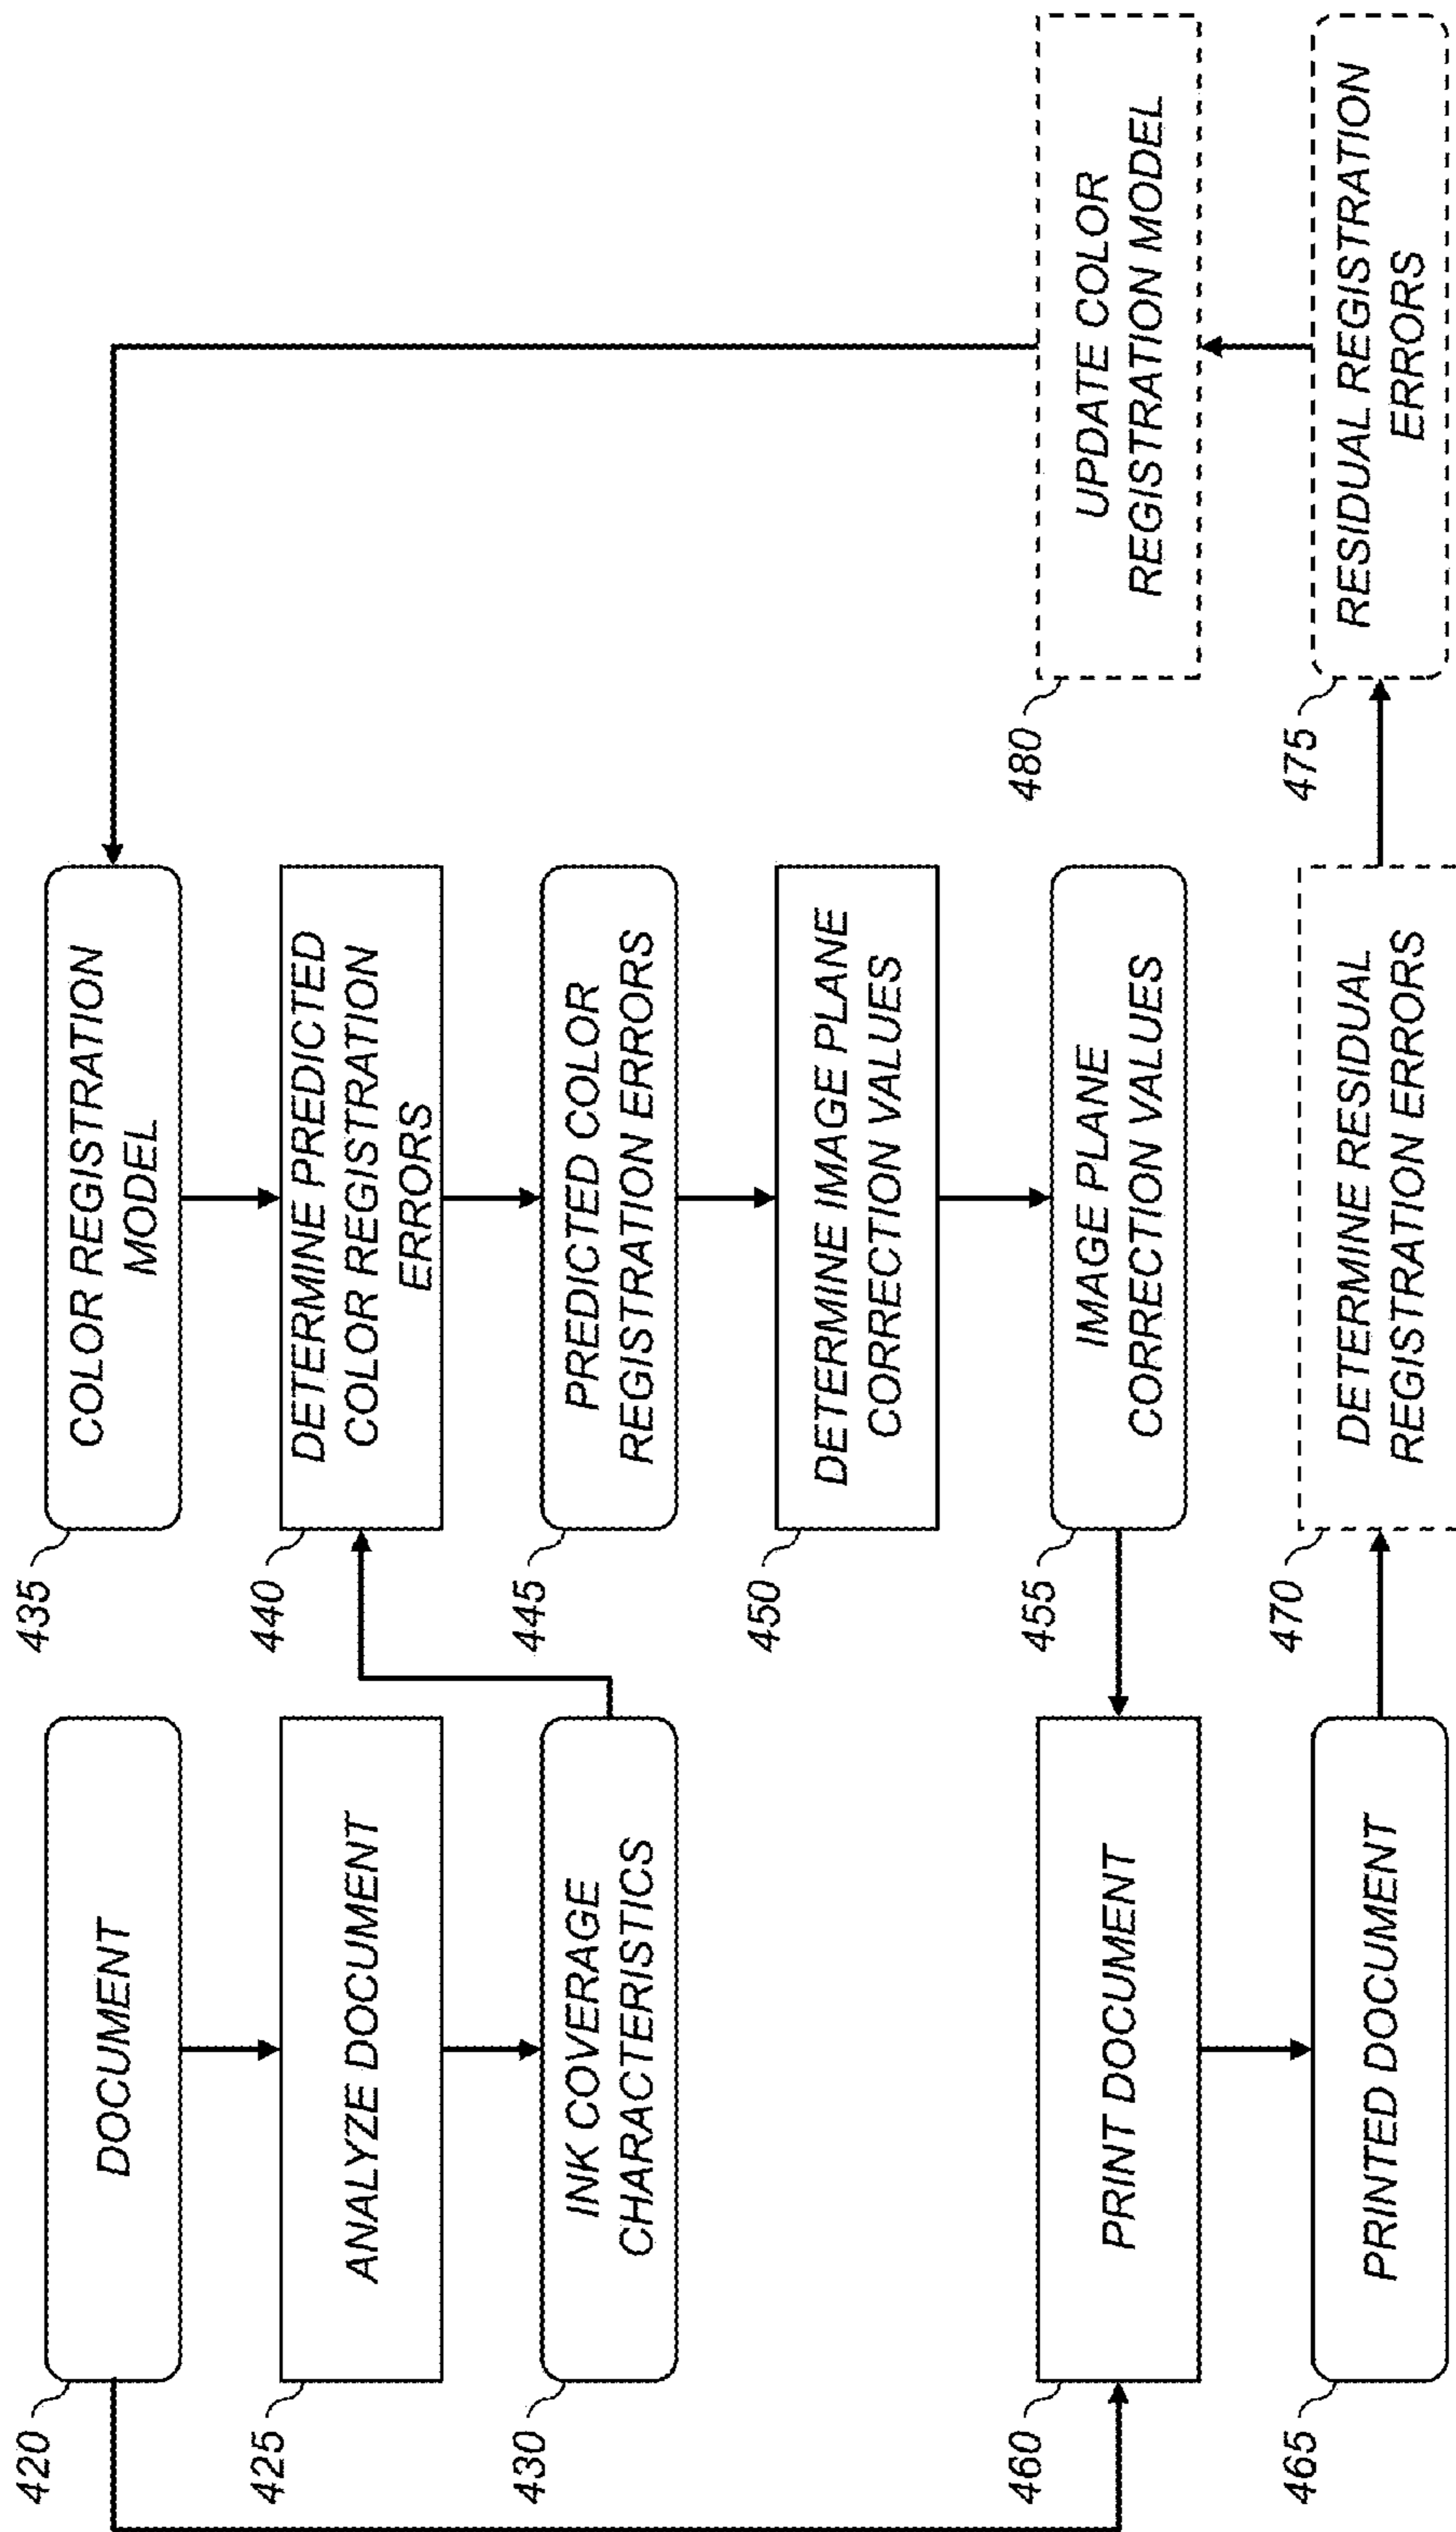 420
DOCUMENT
425
ANALYZE DOCUMENT
430
INK COVERAGE
CHARACTERISTICS
435
COLOR REGISTRATION
MODEL
440
DETERMINE PREDICTED
COLOR REGISTRATION
ERRORS
445
PREDICTED COLOR
REGISTRATION ERRORS
450
DETERMINE IMAGE PLANE
CORRECTION VALUES
455
IMAGE PLANE
CORRECTION VALUES
460
PRINT DOCUMENT
465
PRINTED DOCUMENT
470
DETERMINE RESIDUAL
REGISTRATION ERRORS
475
RESIDUAL REGISTRATION
ERRORS
480
UPDATE COLOR
REGISTRATION MODEL